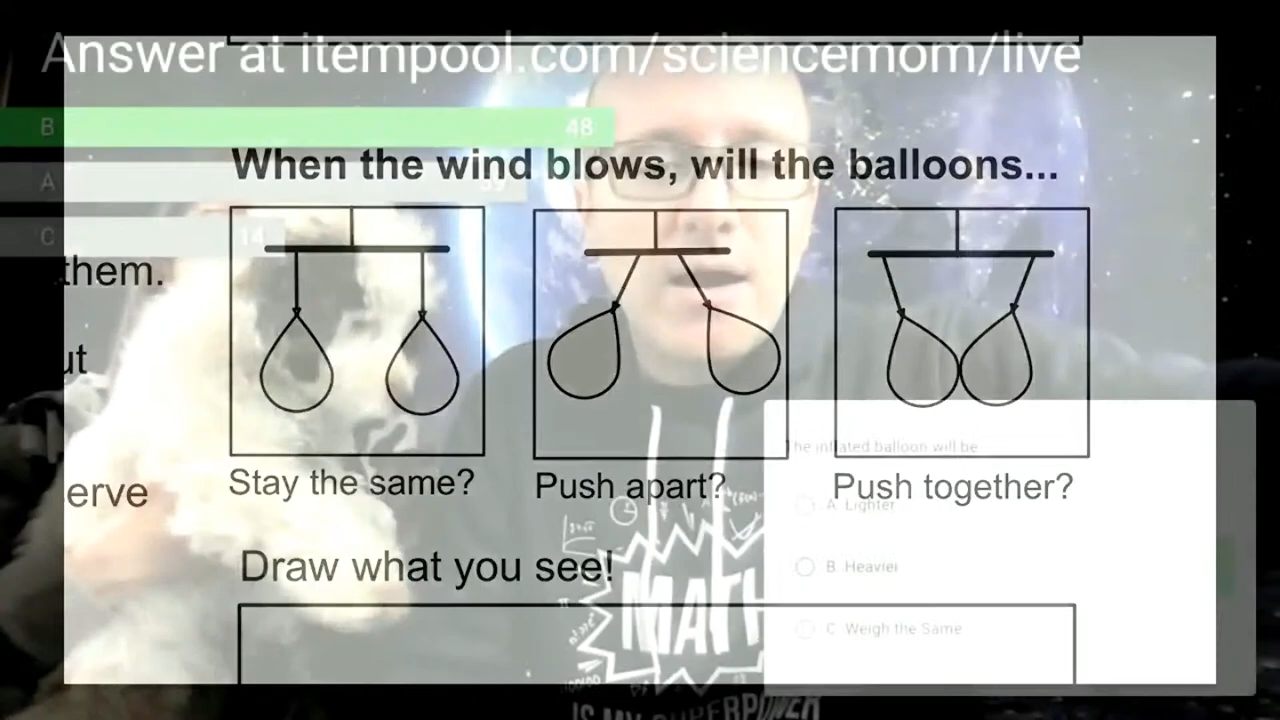 Answer at itempool.com/sciencemom/live
B 48
When the wind blows, will the balloons...
A 39
C 14
them.
ut
The inflated balloon will be
Stay the same?
Push apart?
Push together?
erve
A Lighter
B Heavier
Draw what you see!
MATH
C Weigh the Same
IS MY SUPERPOWER